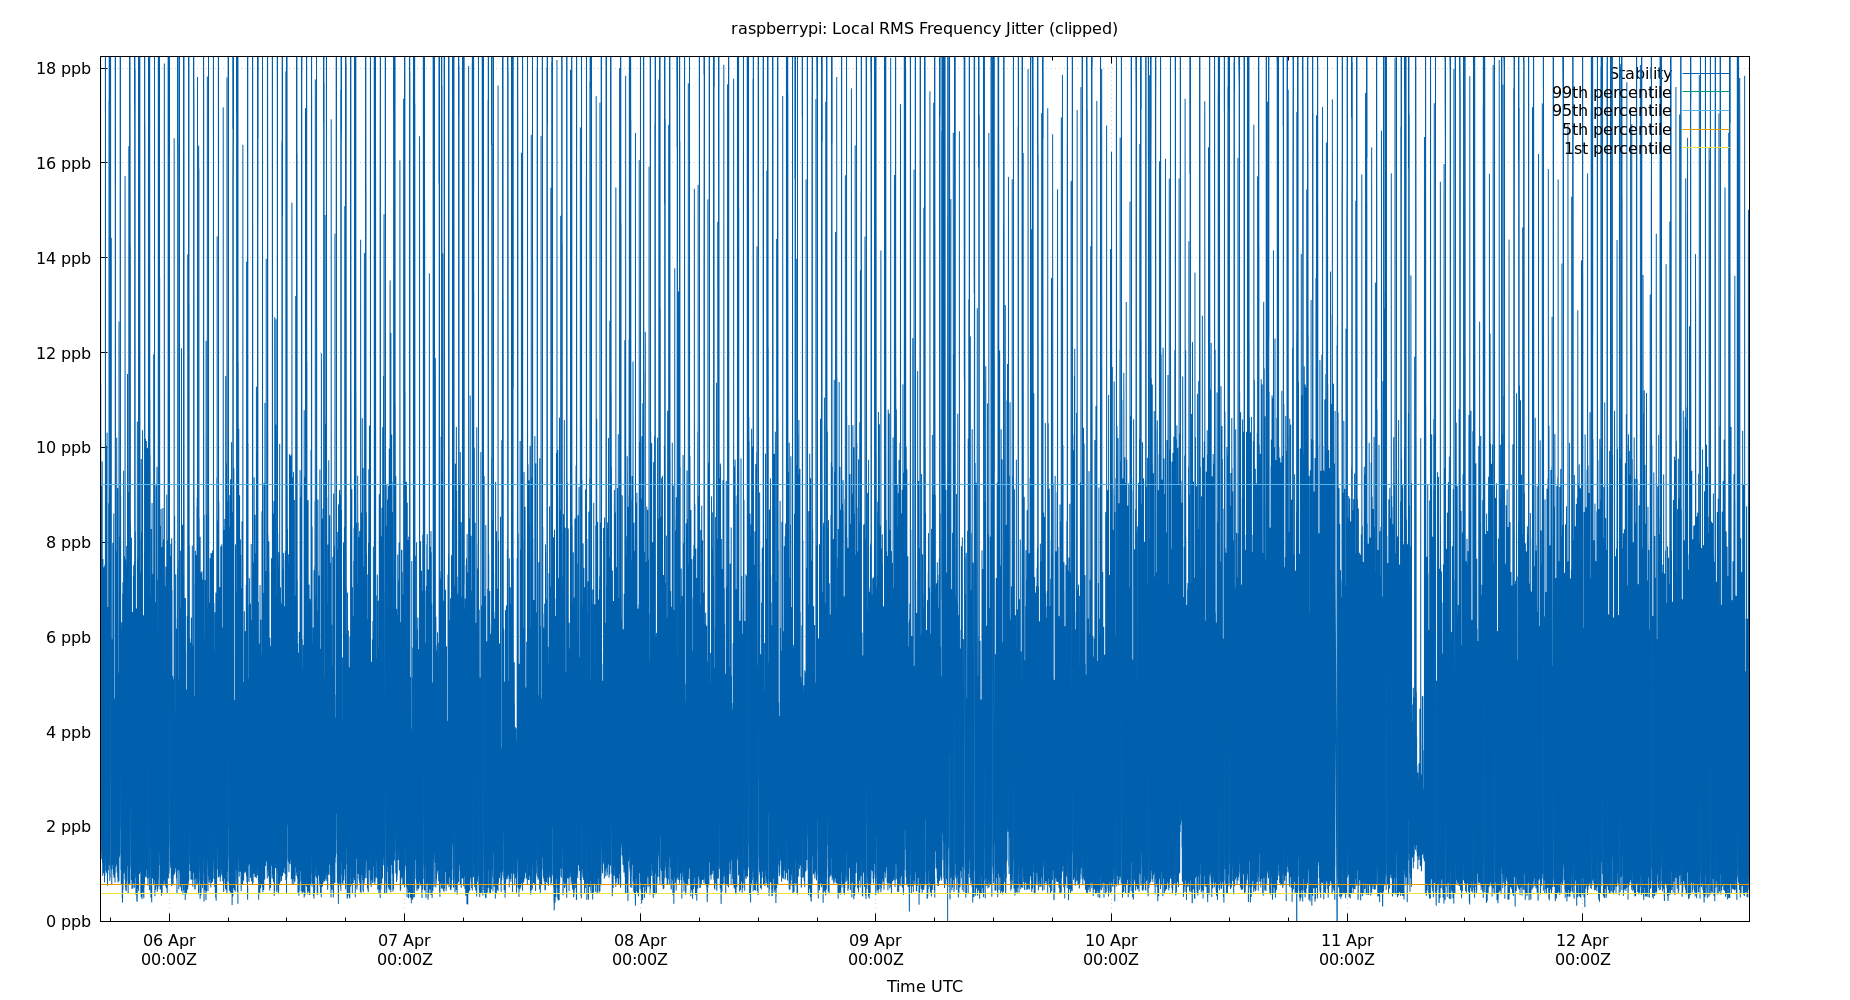 raspberrypi: Local RMS Frequency Jitter (clipped)
18 ppb
16 ppb
14 ppb
12 ppb
10 ppb
8 ppb
6 ppb
4 ppb
2 ppb
0 ppb
Stability
99th percentile
95th percentile
5th percentile
1st percentile
06 Apr 07 Apr 08 Apr 09 Apr 10 Apr 11 Apr 12 Apr
00:00Z 00:00Z 00:00Z 00:00Z 00:00Z 00:00Z 00:00Z
Time UTC